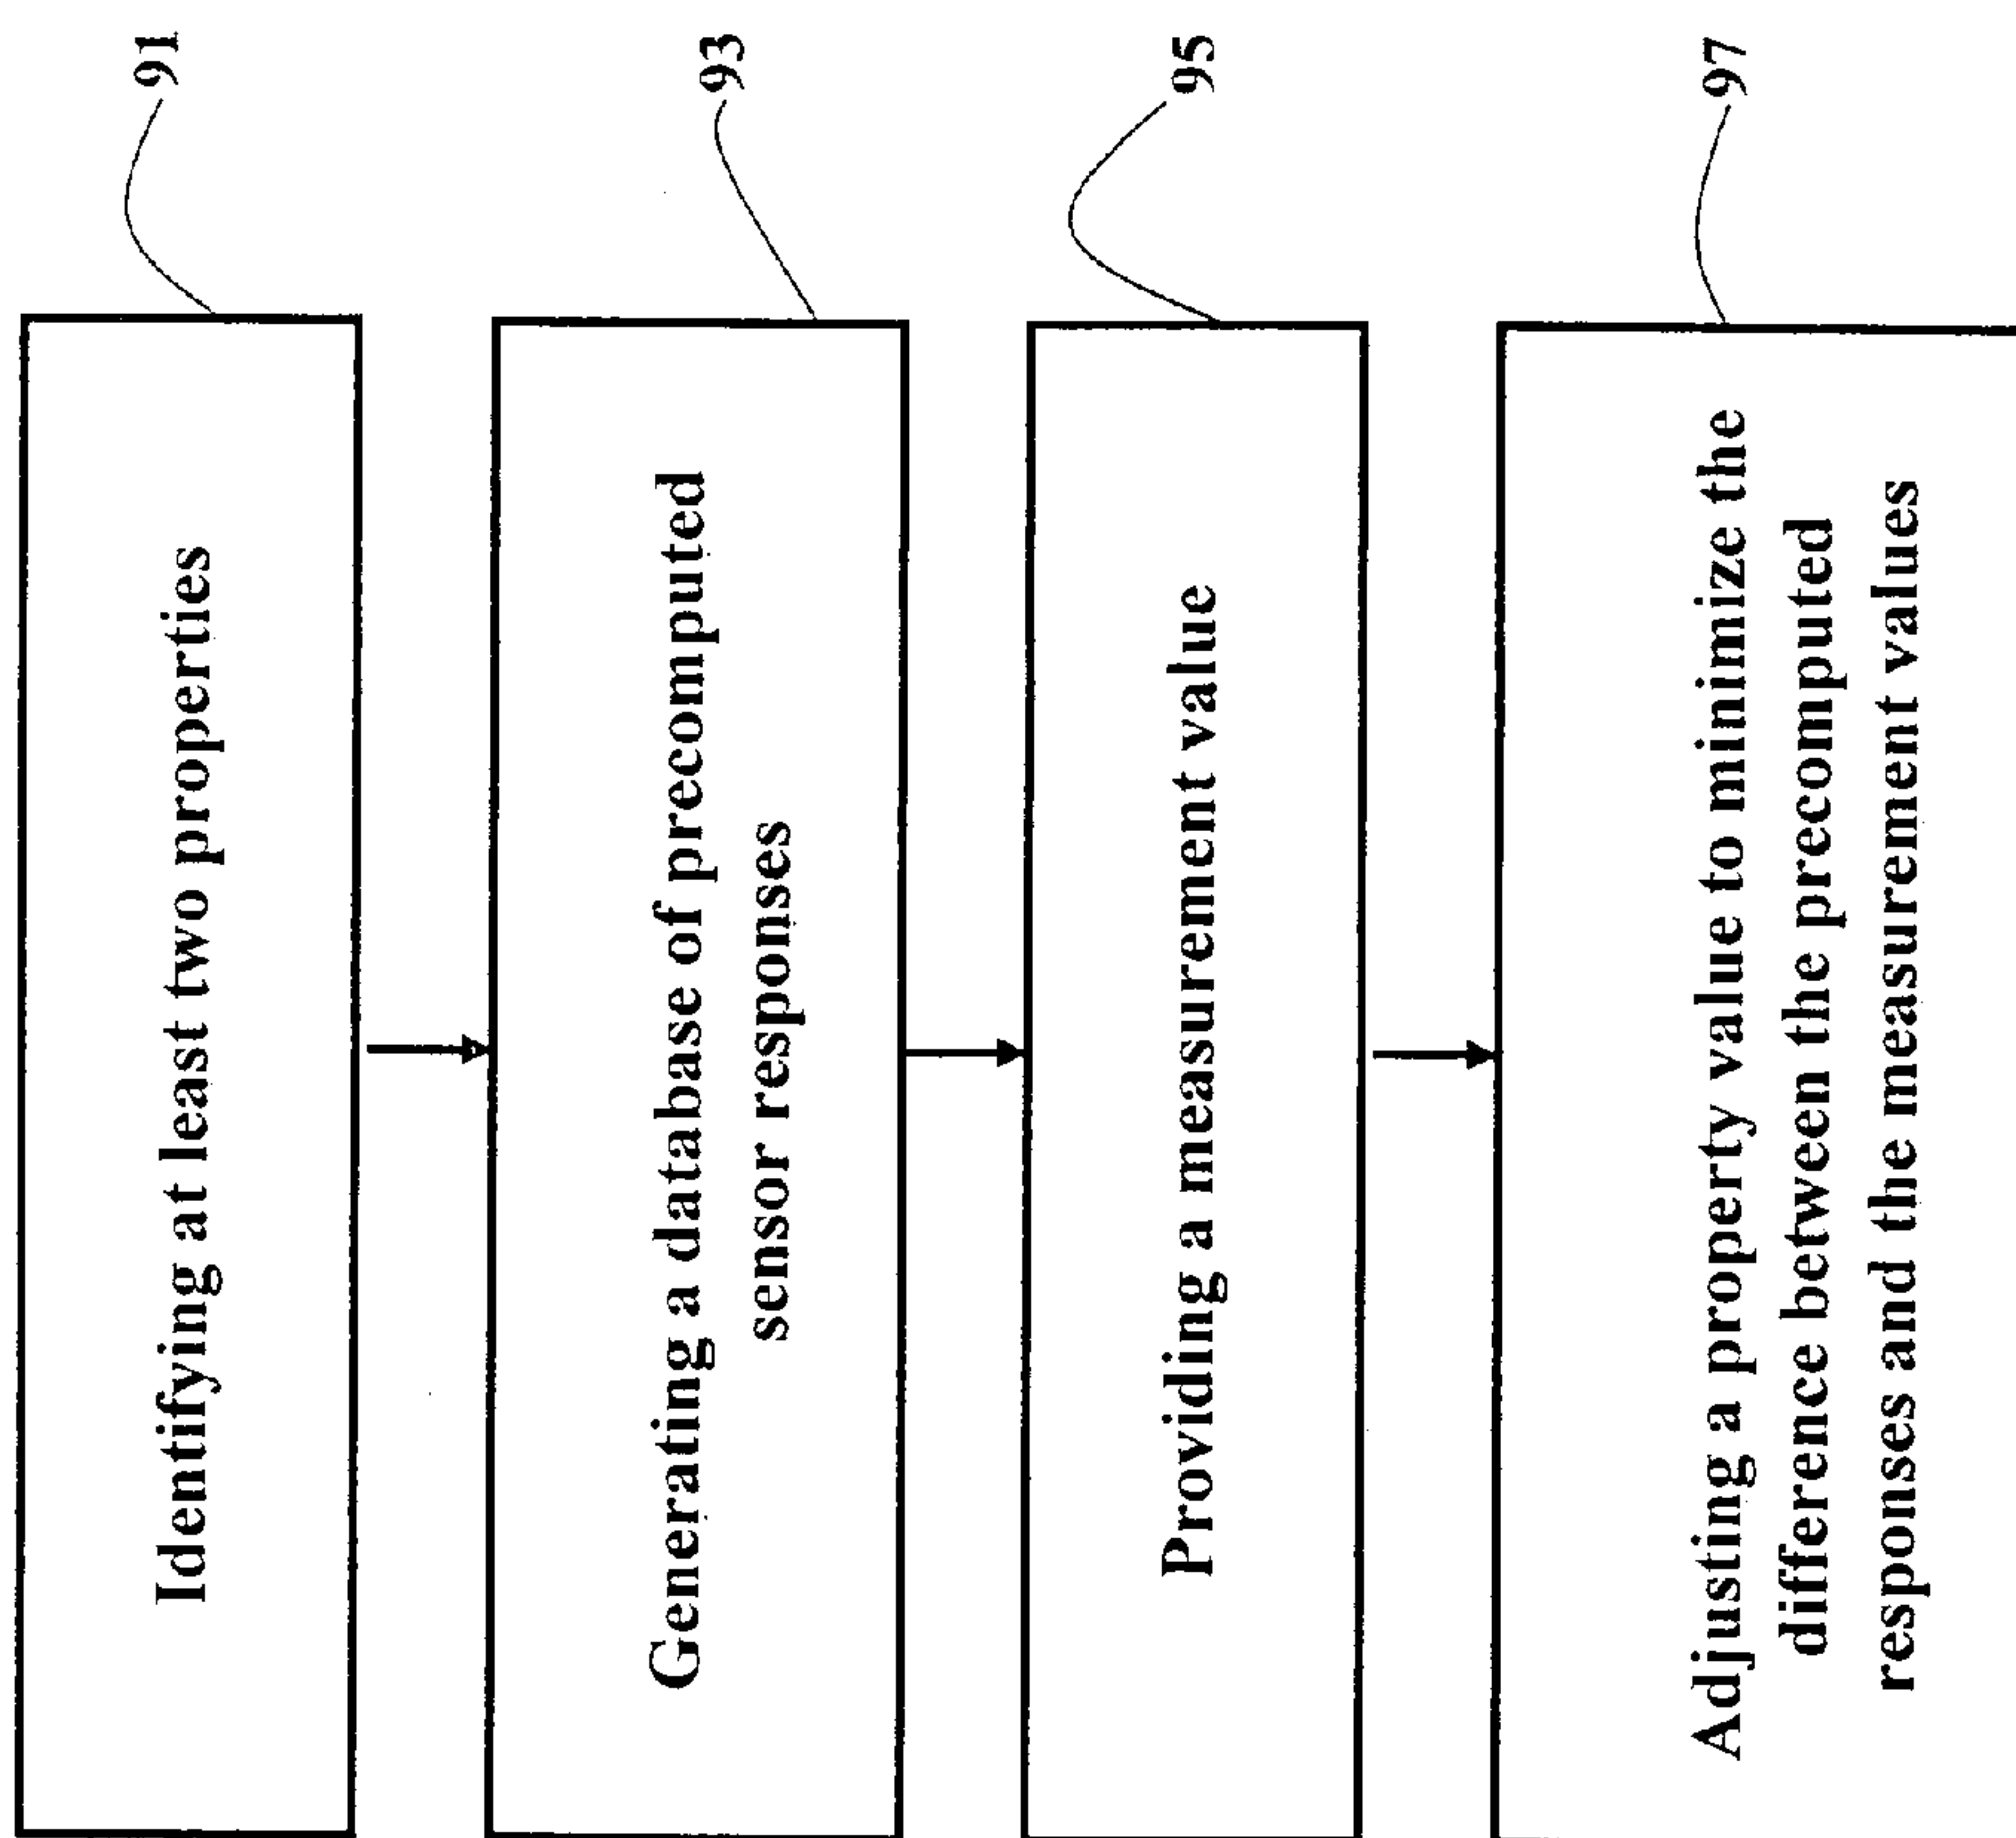 Identifying at least two properties
91
Generating a database of precomputed
sensor responses
93
Providing a measurement value
95
Adjusting a property value to minimize the
difference between the precomputed
responses and the measurement values
97